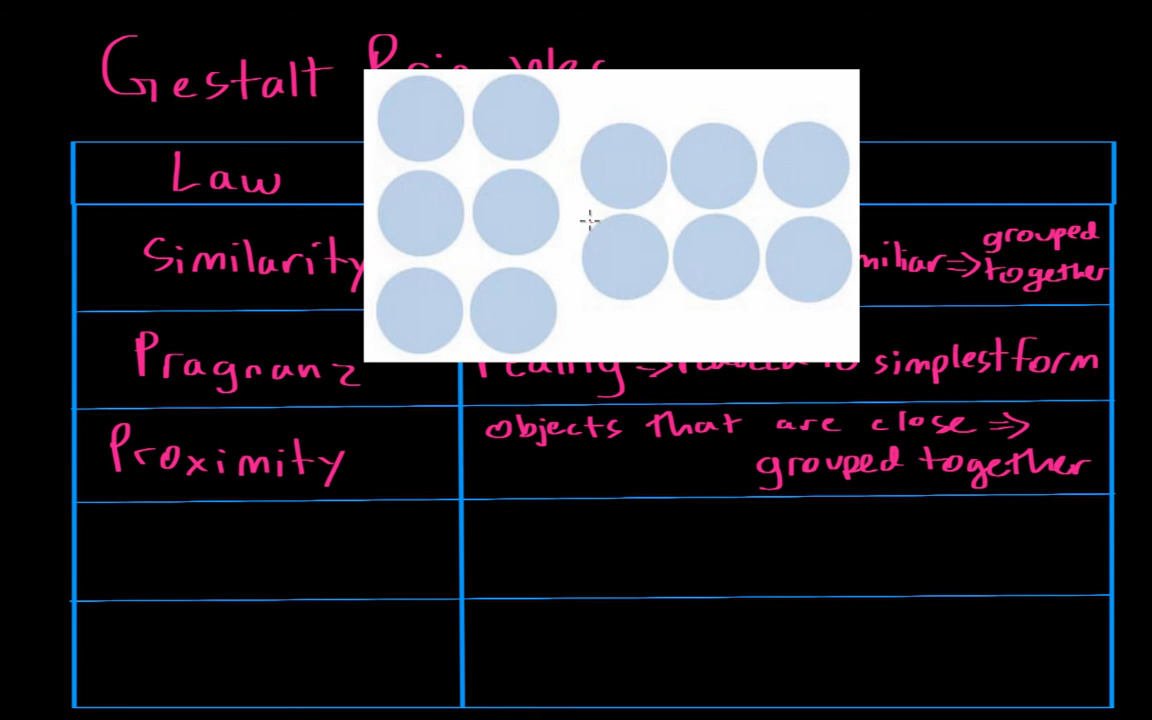 Gestalt
Law
Similarity
grouped
together
Pragnanz
simplest form
Proximity
objects that are close ⇒
grouped together